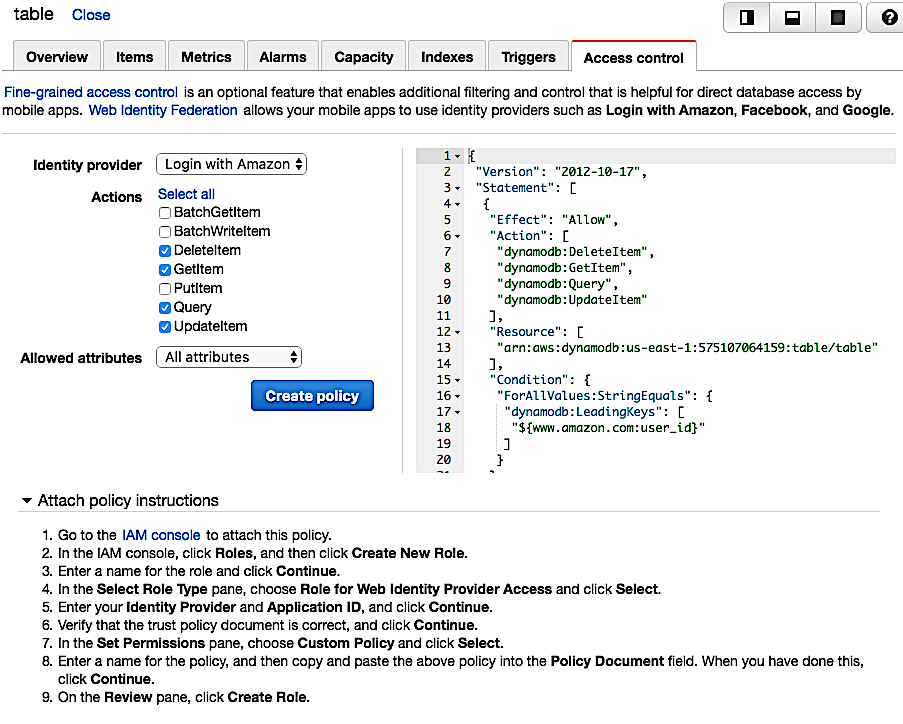 table Close
Overview Items Metrics Alarms Capacity Indexes Triggers Access control
Fine-grained access control is an optional feature that enables additional filtering and control that is helpful for direct database access by
mobile apps. Web Identity Federation allows your mobile apps to use identity providers such as Login with Amazon, Facebook, and Google.
Identity provider Login with Amazon
Actions Select all
BatchGetItem
BatchWriteItem
DeleteItem
GetItem
PutItem
Query
UpdateItem
Allowed attributes All attributes
Create policy
1 {
2 "Version": "2012-10-17",
3 "Statement": [
4 {
5 "Effect": "Allow",
6 "Action": [
7 "dynamodb:DeleteItem",
8 "dynamodb:GetItem",
9 "dynamodb:Query",
10 "dynamodb:UpdateItem"
11 ],
12 "Resource": [
13 "arn:aws:dynamodb:us-east-1:575107064159:table/table"
14 ],
15 "Condition": {
16 "ForAllValues:StringEquals": {
17 "dynamodb:LeadingKeys": [
18 "${www.amazon.com:user_id}"
19 ]
20 }
Attach policy instructions
1. Go to the IAM console to attach this policy.
2. In the IAM console, click Roles, and then click Create New Role.
3. Enter a name for the role and click Continue.
4. In the Select Role Type pane, choose Role for Web Identity Provider Access and click Select.
5. Enter your Identity Provider and Application ID, and click Continue.
6. Verify that the trust policy document is correct, and click Continue.
7. In the Set Permissions pane, choose Custom Policy and click Select.
8. Enter a name for the policy, and then copy and paste the above policy into the Policy Document field. When you have done this,
click Continue.
9. On the Review pane, click Create Role.